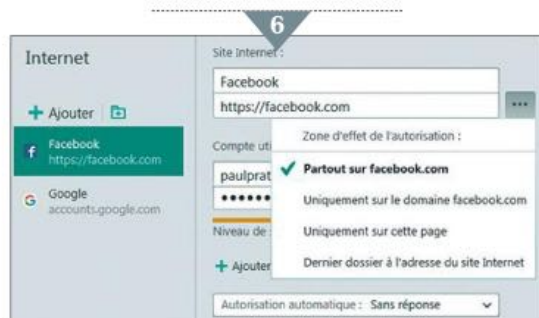 6
Internet
Ajouter
Facebook
https://facebook.com
Google
accounts.google.com
Site Internet :
Facebook
https://facebook.com
Compte uti
paulprat
Niveau de
Ajouter
Autorisation automatique : Sans réponse
Zone d'effet de l'autorisation :
Partout sur facebook.com
Uniquement sur le domaine facebook.com
Uniquement sur cette page
Dernier dossier à l'adresse du site Internet